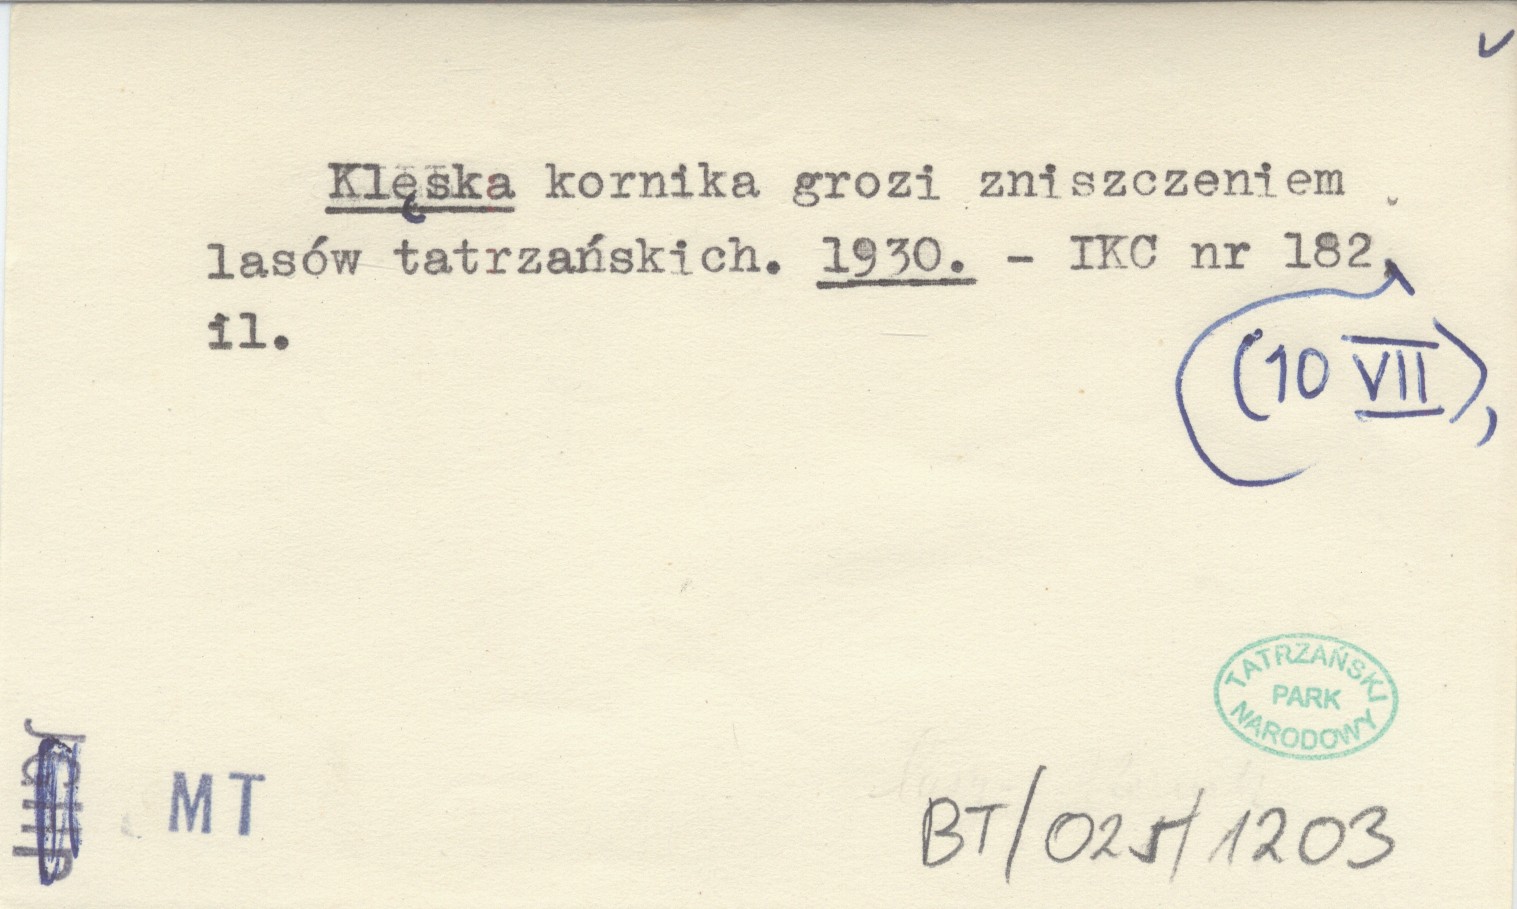 Klęska kornika grozi zniszczeniem
lasów tatrzańskich. 1930. - IKC nr 182,
il.
(10 VII),
TATRZAŃSKI
PARK
NARODOWY
MT
BT/025/1203